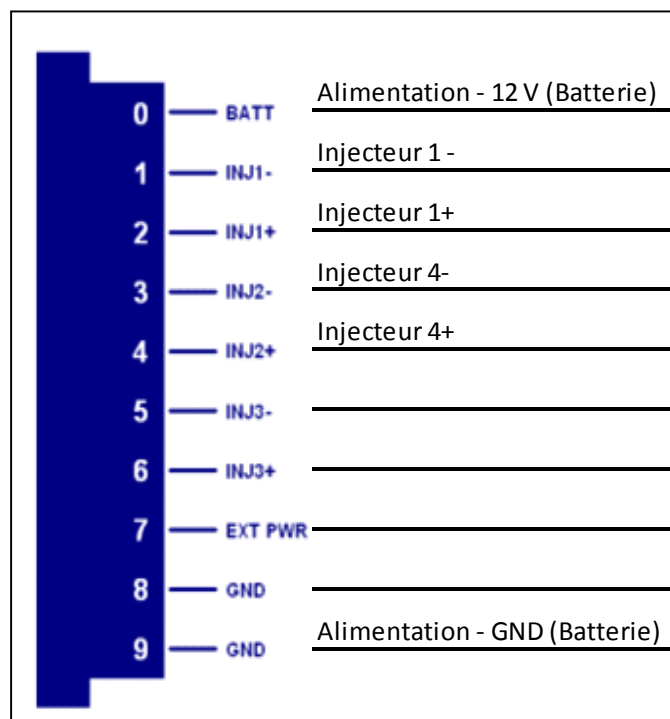 0 BATT Alimentation - 12 V (Batterie)
1 INJ1- Injecteur 1 -
2 INJ1+ Injecteur 1+
3 INJ2- Injecteur 4-
4 INJ2+ Injecteur 4+
5 INJ3-
6 INJ3+
7 EXT PWR
8 GND
9 GND Alimentation - GND (Batterie)